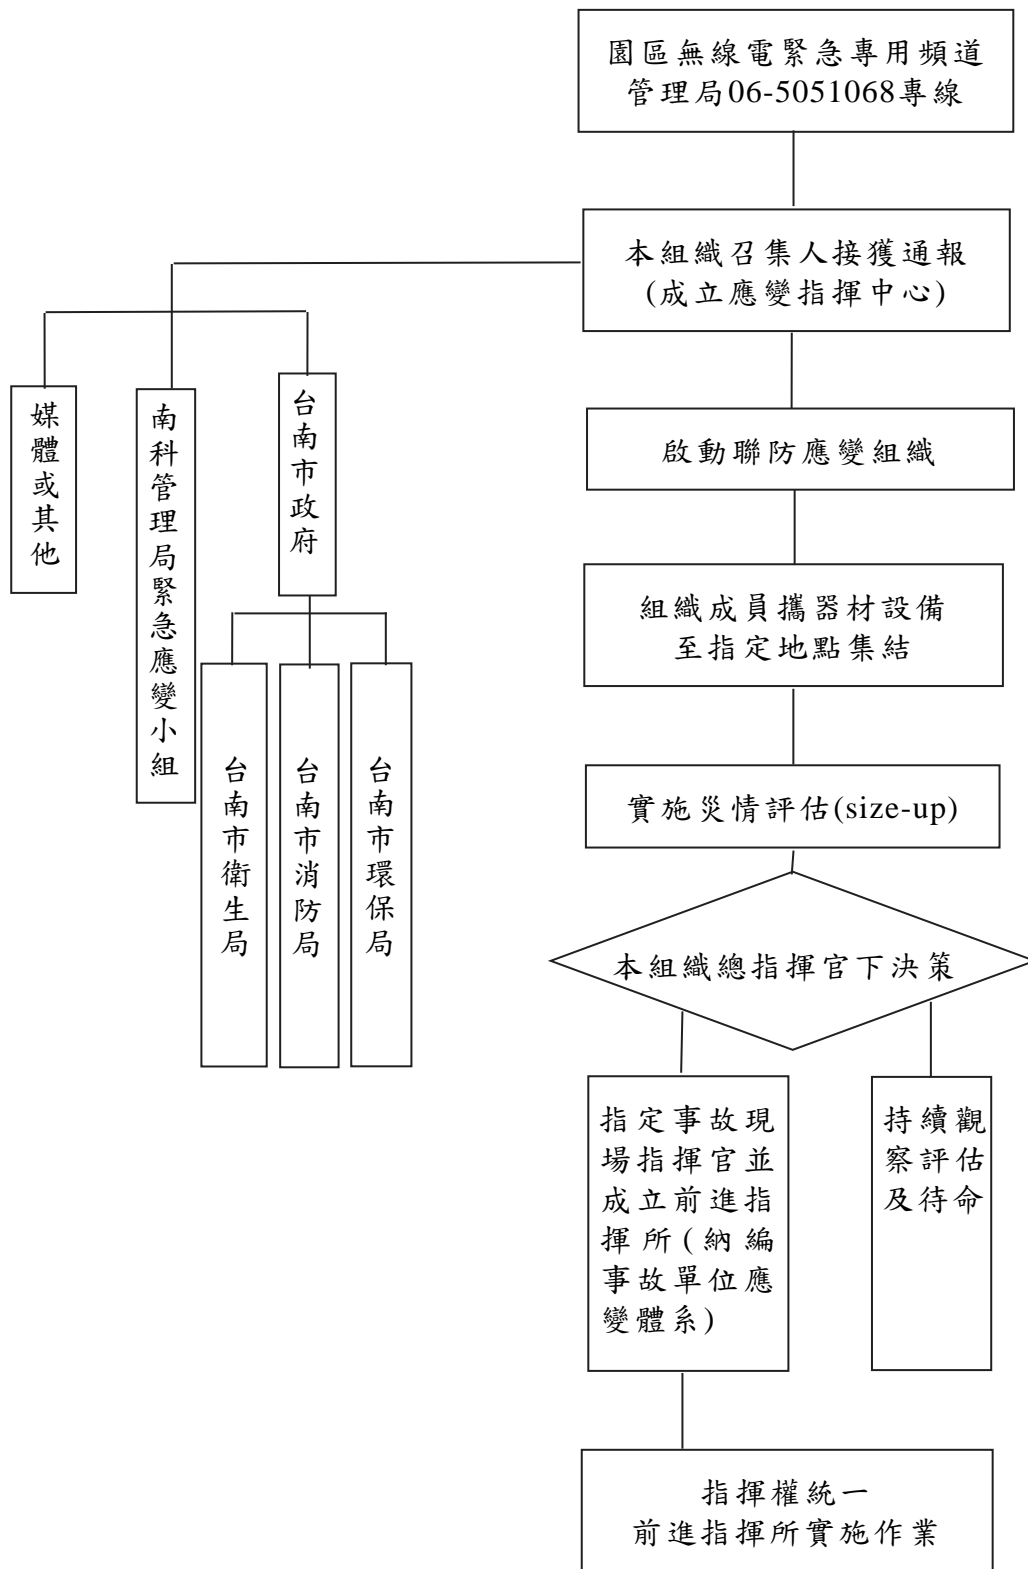 園區無線電緊急專用頻道
管理局06-5051068專線
本組織召集人接獲通報
(成立應變指揮中心)
媒體或其他
南科管理局緊急應變小組
台南市政府
台南市衛生局
台南市消防局
台南市環保局
啟動聯防應變組織
組織成員攜器材設備
至指定地點集結
實施災情評估(size-up)
本組織總指揮官下決策
指定事故現
場指揮官並
成立前進指
揮所(納編
事故單位應
變體系)
持續觀
察評估
及待命
指揮權統一
前進指揮所實施作業